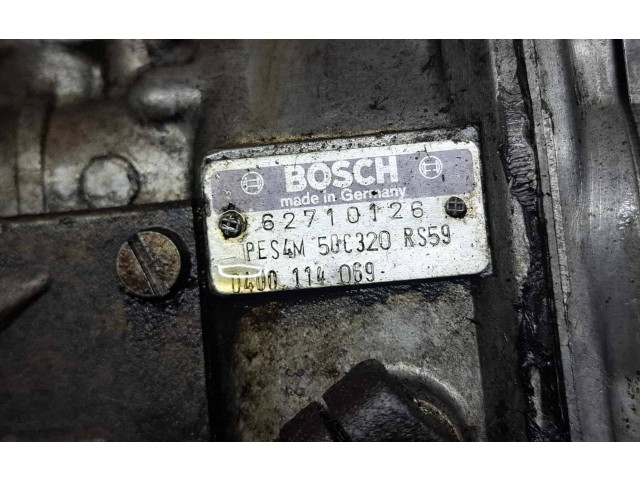 BOSCH
made in Germany
62710126
PES4M 50C320 RS59
0400 114 069-